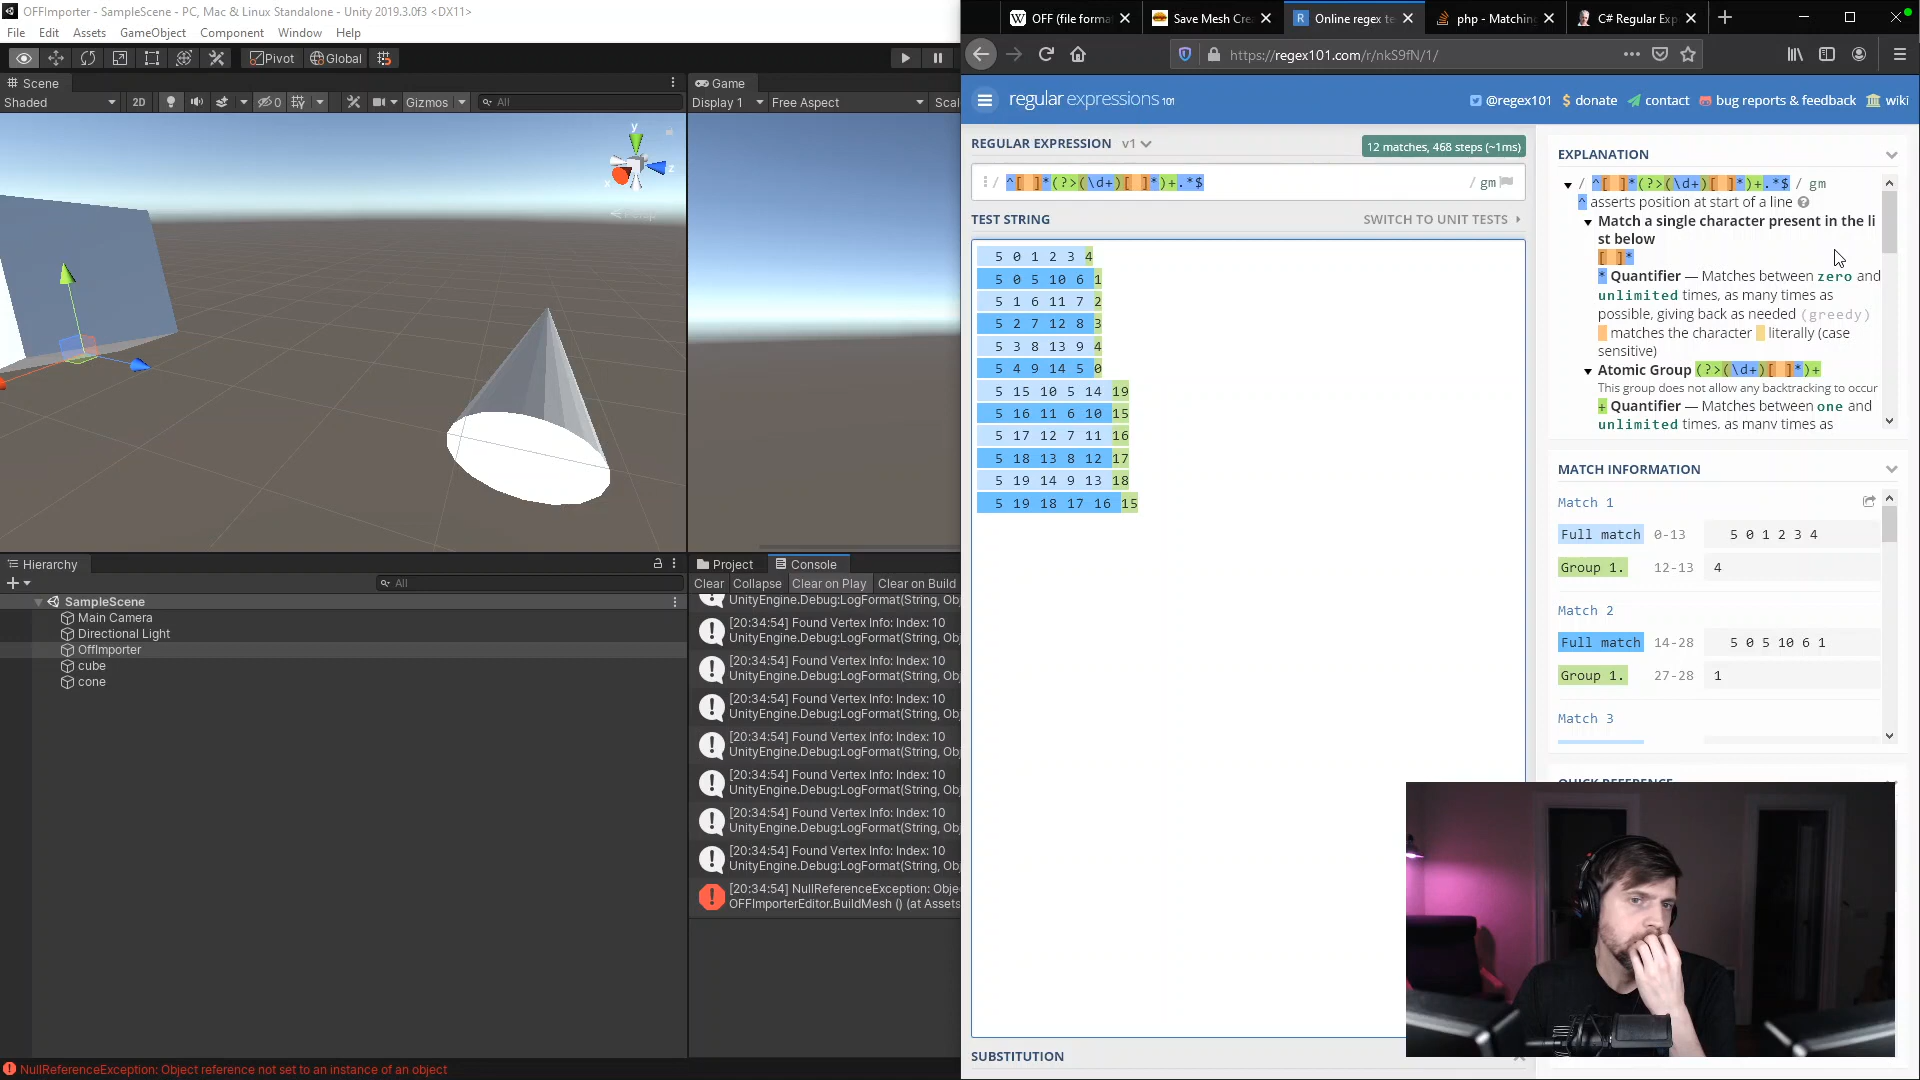 OFFImporter - SampleScene - PC, Mac & Linux Standalone - Unity 2019.3.0f3 <DX11>
File Edit Assets GameObject Component Window Help
Pivot Global
Scene
Shaded 2D Gizmos All
y
x z
Persp
Game
Display 1 Free Aspect Scal
Hierarchy
All
SampleScene
Main Camera
Directional Light
OffImporter
cube
cone
Project Console
Clear Collapse Clear on Play Clear on Build
UnityEngine.Debug:LogFormat(String, Obj
[20:34:54] Found Vertex Info: Index: 10
UnityEngine.Debug:LogFormat(String, Obj
[20:34:54] Found Vertex Info: Index: 10
UnityEngine.Debug:LogFormat(String, Obj
[20:34:54] Found Vertex Info: Index: 10
UnityEngine.Debug:LogFormat(String, Obj
[20:34:54] Found Vertex Info: Index: 10
UnityEngine.Debug:LogFormat(String, Obj
[20:34:54] Found Vertex Info: Index: 10
UnityEngine.Debug:LogFormat(String, Obj
[20:34:54] Found Vertex Info: Index: 10
UnityEngine.Debug:LogFormat(String, Obj
[20:34:54] Found Vertex Info: Index: 10
UnityEngine.Debug:LogFormat(String, Obj
[20:34:54] NullReferenceException: Obje
OFFImporterEditor.BuildMesh () (at Assets
NullReferenceException: Object reference not set to an instance of an object
W OFF (file forma
Save Mesh Cre
R Online regex te
php - Matching
C# Regular Exp
https://regex101.com/r/nkS9fN/1/
regular expressions 101
@regex101 $ donate contact bug reports & feedback wiki
REGULAR EXPRESSION v1
12 matches, 468 steps (~1ms)
/ ^[ ]*(?>(\d+)[ ]*)+.*$ / gm
TEST STRING
SWITCH TO UNIT TESTS
5 0 1 2 3 4
5 0 5 10 6 1
5 1 6 11 7 2
5 2 7 12 8 3
5 3 8 13 9 4
5 4 9 14 5 0
5 15 10 5 14 19
5 16 11 6 10 15
5 17 12 7 11 16
5 18 13 8 12 17
5 19 14 9 13 18
5 19 18 17 16 15
SUBSTITUTION
EXPLANATION
/ ^[ ]*(?>(\d+)[ ]*)+.*$ / gm
^ asserts position at start of a line
Match a single character present in the li
st below
[ ]*
* Quantifier — Matches between zero and
unlimited times, as many times as
possible, giving back as needed (greedy)
matches the character literally (case
sensitive)
Atomic Group (?>(\d+)[ ]*)+
This group does not allow any backtracking to occur
+ Quantifier — Matches between one and
unlimited times, as many times as
MATCH INFORMATION
Match 1
Full match 0-13 5 0 1 2 3 4
Group 1. 12-13 4
Match 2
Full match 14-28 5 0 5 10 6 1
Group 1. 27-28 1
Match 3
QUICK REFERENCE